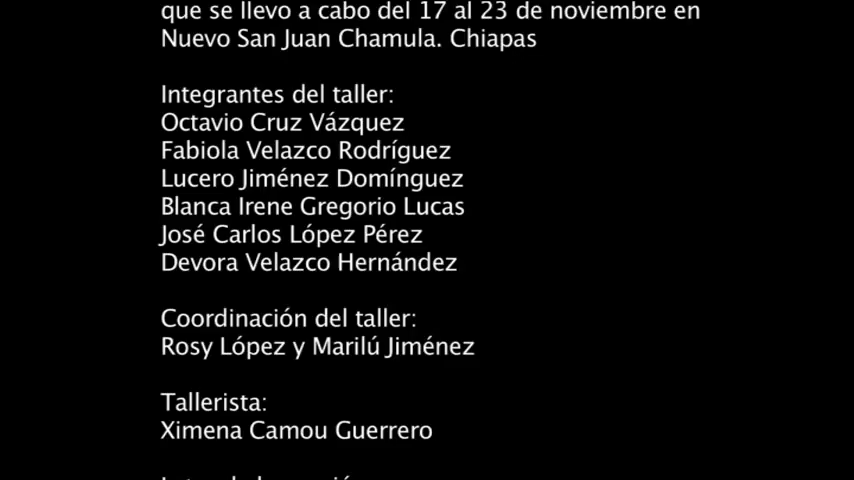 que se llevo a cabo del 17 al 23 de noviembre en
Nuevo San Juan Chamula. Chiapas
Integrantes del taller:
Octavio Cruz Vázquez
Fabiola Velazco Rodríguez
Lucero Jiménez Domínguez
Blanca Irene Gregorio Lucas
José Carlos López Pérez
Devora Velazco Hernández
Coordinación del taller:
Rosy López y Marilú Jiménez
Tallerista:
Ximena Camou Guerrero